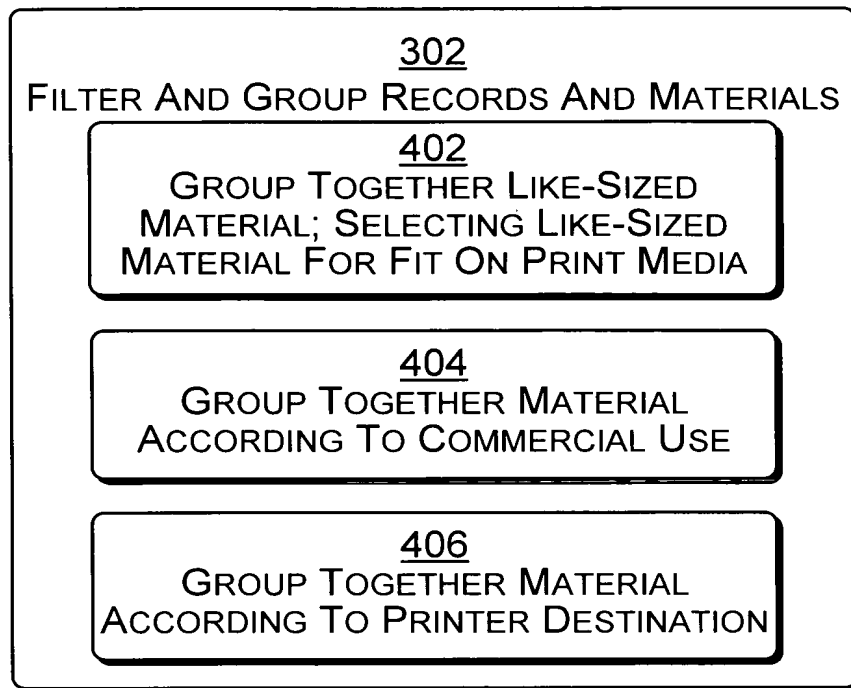 302
FILTER AND GROUP RECORDS AND MATERIALS
402
GROUP TOGETHER LIKE-SIZED
MATERIAL; SELECTING LIKE-SIZED
MATERIAL FOR FIT ON PRINT MEDIA
404
GROUP TOGETHER MATERIAL
ACCORDING TO COMMERCIAL USE
406
GROUP TOGETHER MATERIAL
ACCORDING TO PRINTER DESTINATION